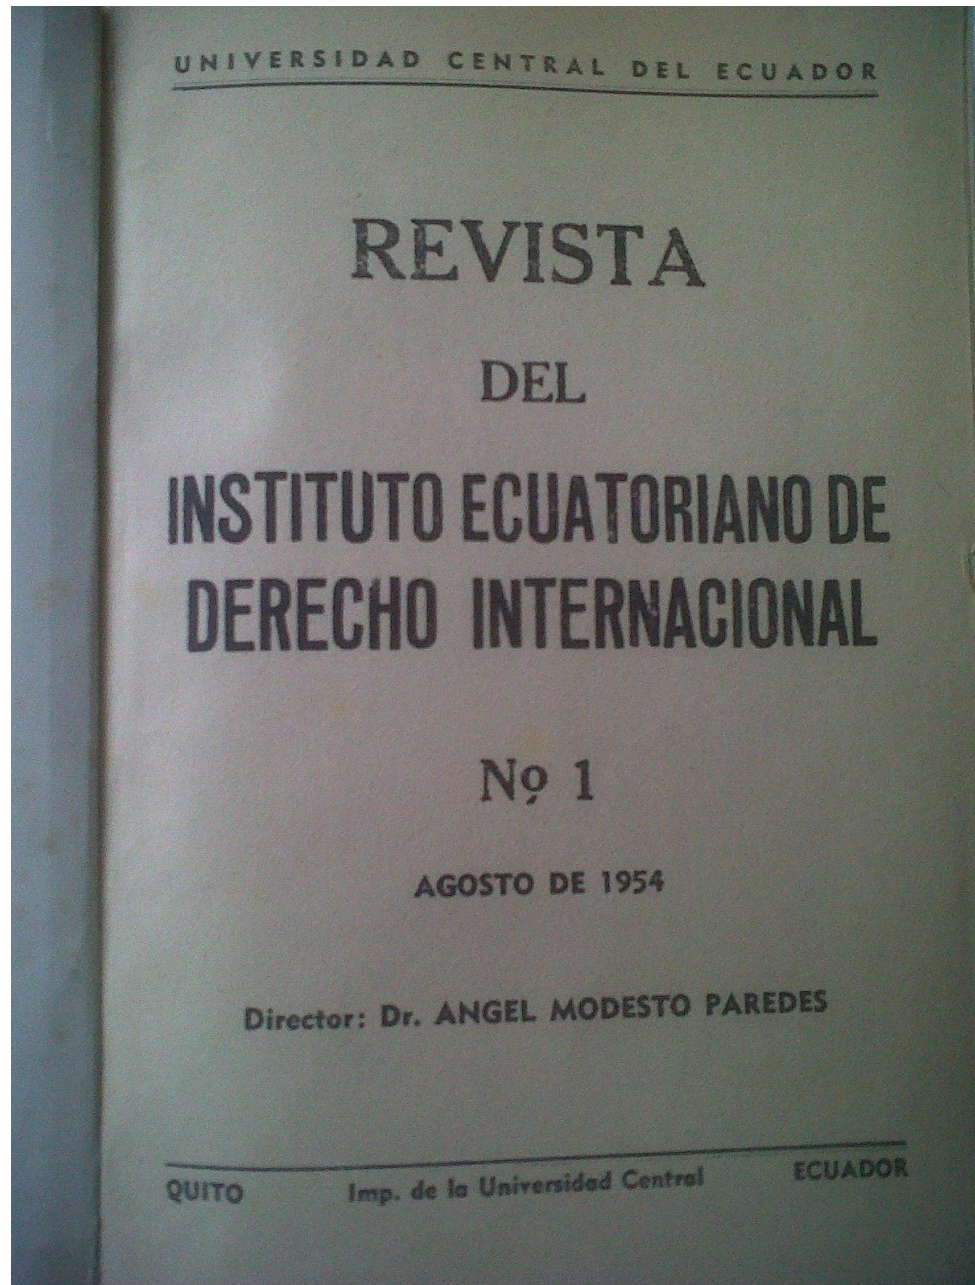 UNIVERSIDAD CENTRAL DEL ECUADOR
REVISTA
DEL
INSTITUTO ECUATORIANO DE
DERECHO INTERNACIONAL
Nº 1
AGOSTO DE 1954
Director: Dr. ANGEL MODESTO PAREDES
QUITO Imp. de la Universidad Central ECUADOR